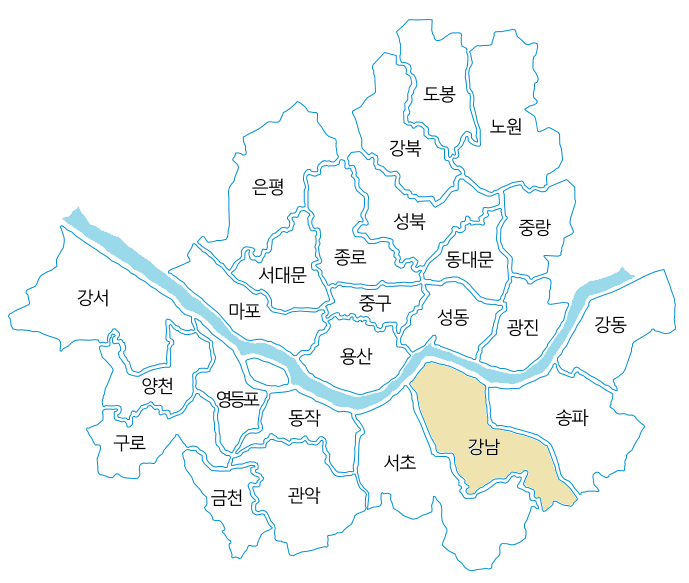 도봉
노원
강북
은평
성북
중랑
종로
동대문
서대문
강서
마포
중구
성동
광진
강동
용산
양천
영등포
동작
송파
구로
서초
강남
금천
관악